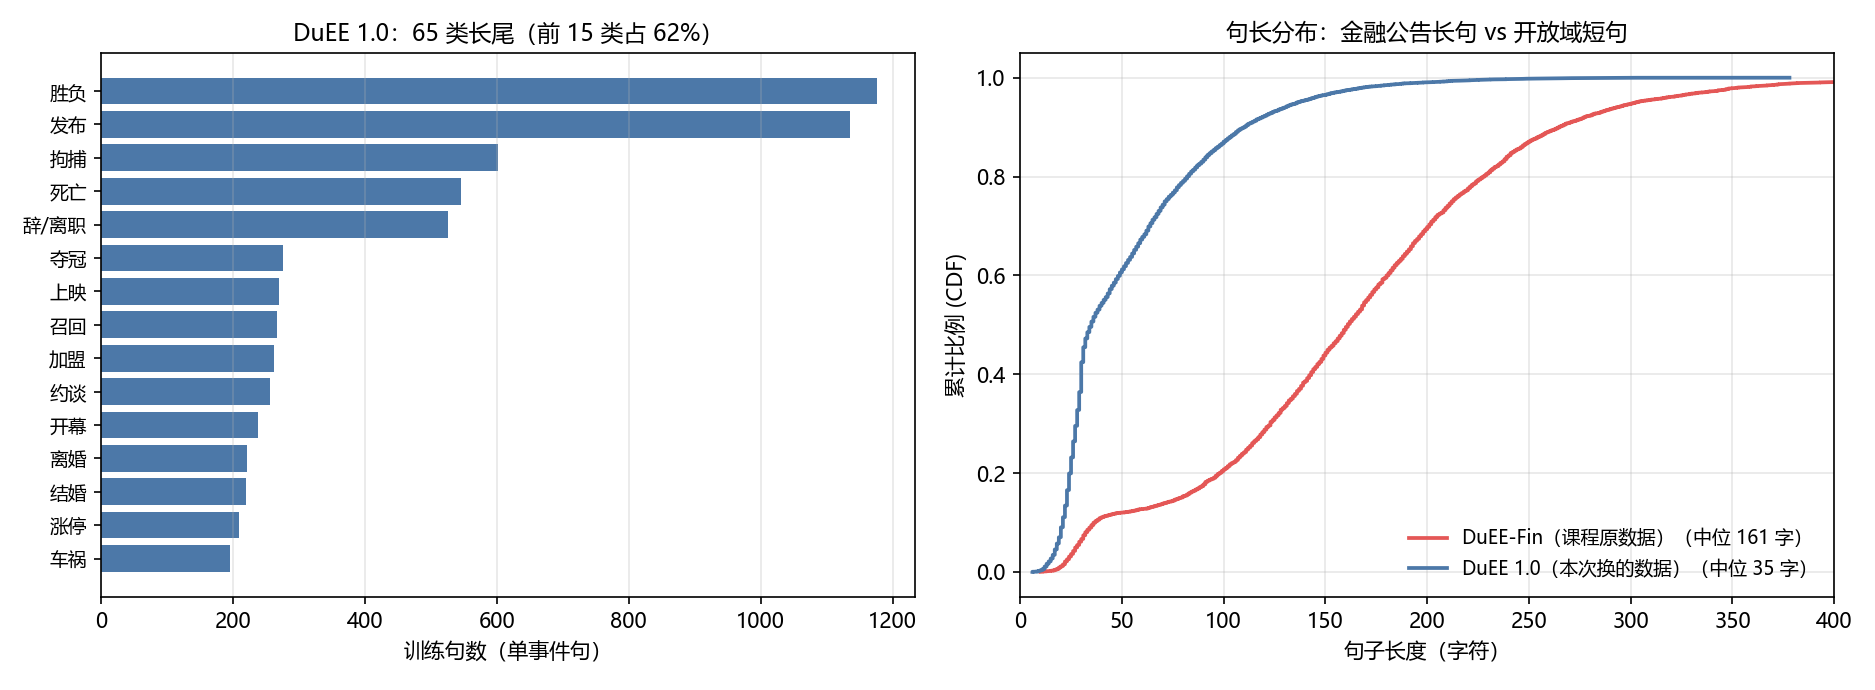 DuEE 1.0：65 类长尾（前 15 类占 62%）
胜负
发布
拘捕
死亡
辞/离职
夺冠
上映
召回
加盟
约谈
开幕
离婚
结婚
涨停
车祸
0 200 400 600 800 1000 1200
训练句数（单事件句）
句长分布：金融公告长句 vs 开放域短句
累计比例 (CDF)
1.0
0.8
0.6
0.4
0.2
0.0
DuEE-Fin（课程原数据）（中位 161 字）
DuEE 1.0（本次换的数据）（中位 35 字）
0 50 100 150 200 250 300 350 400
句子长度（字符）